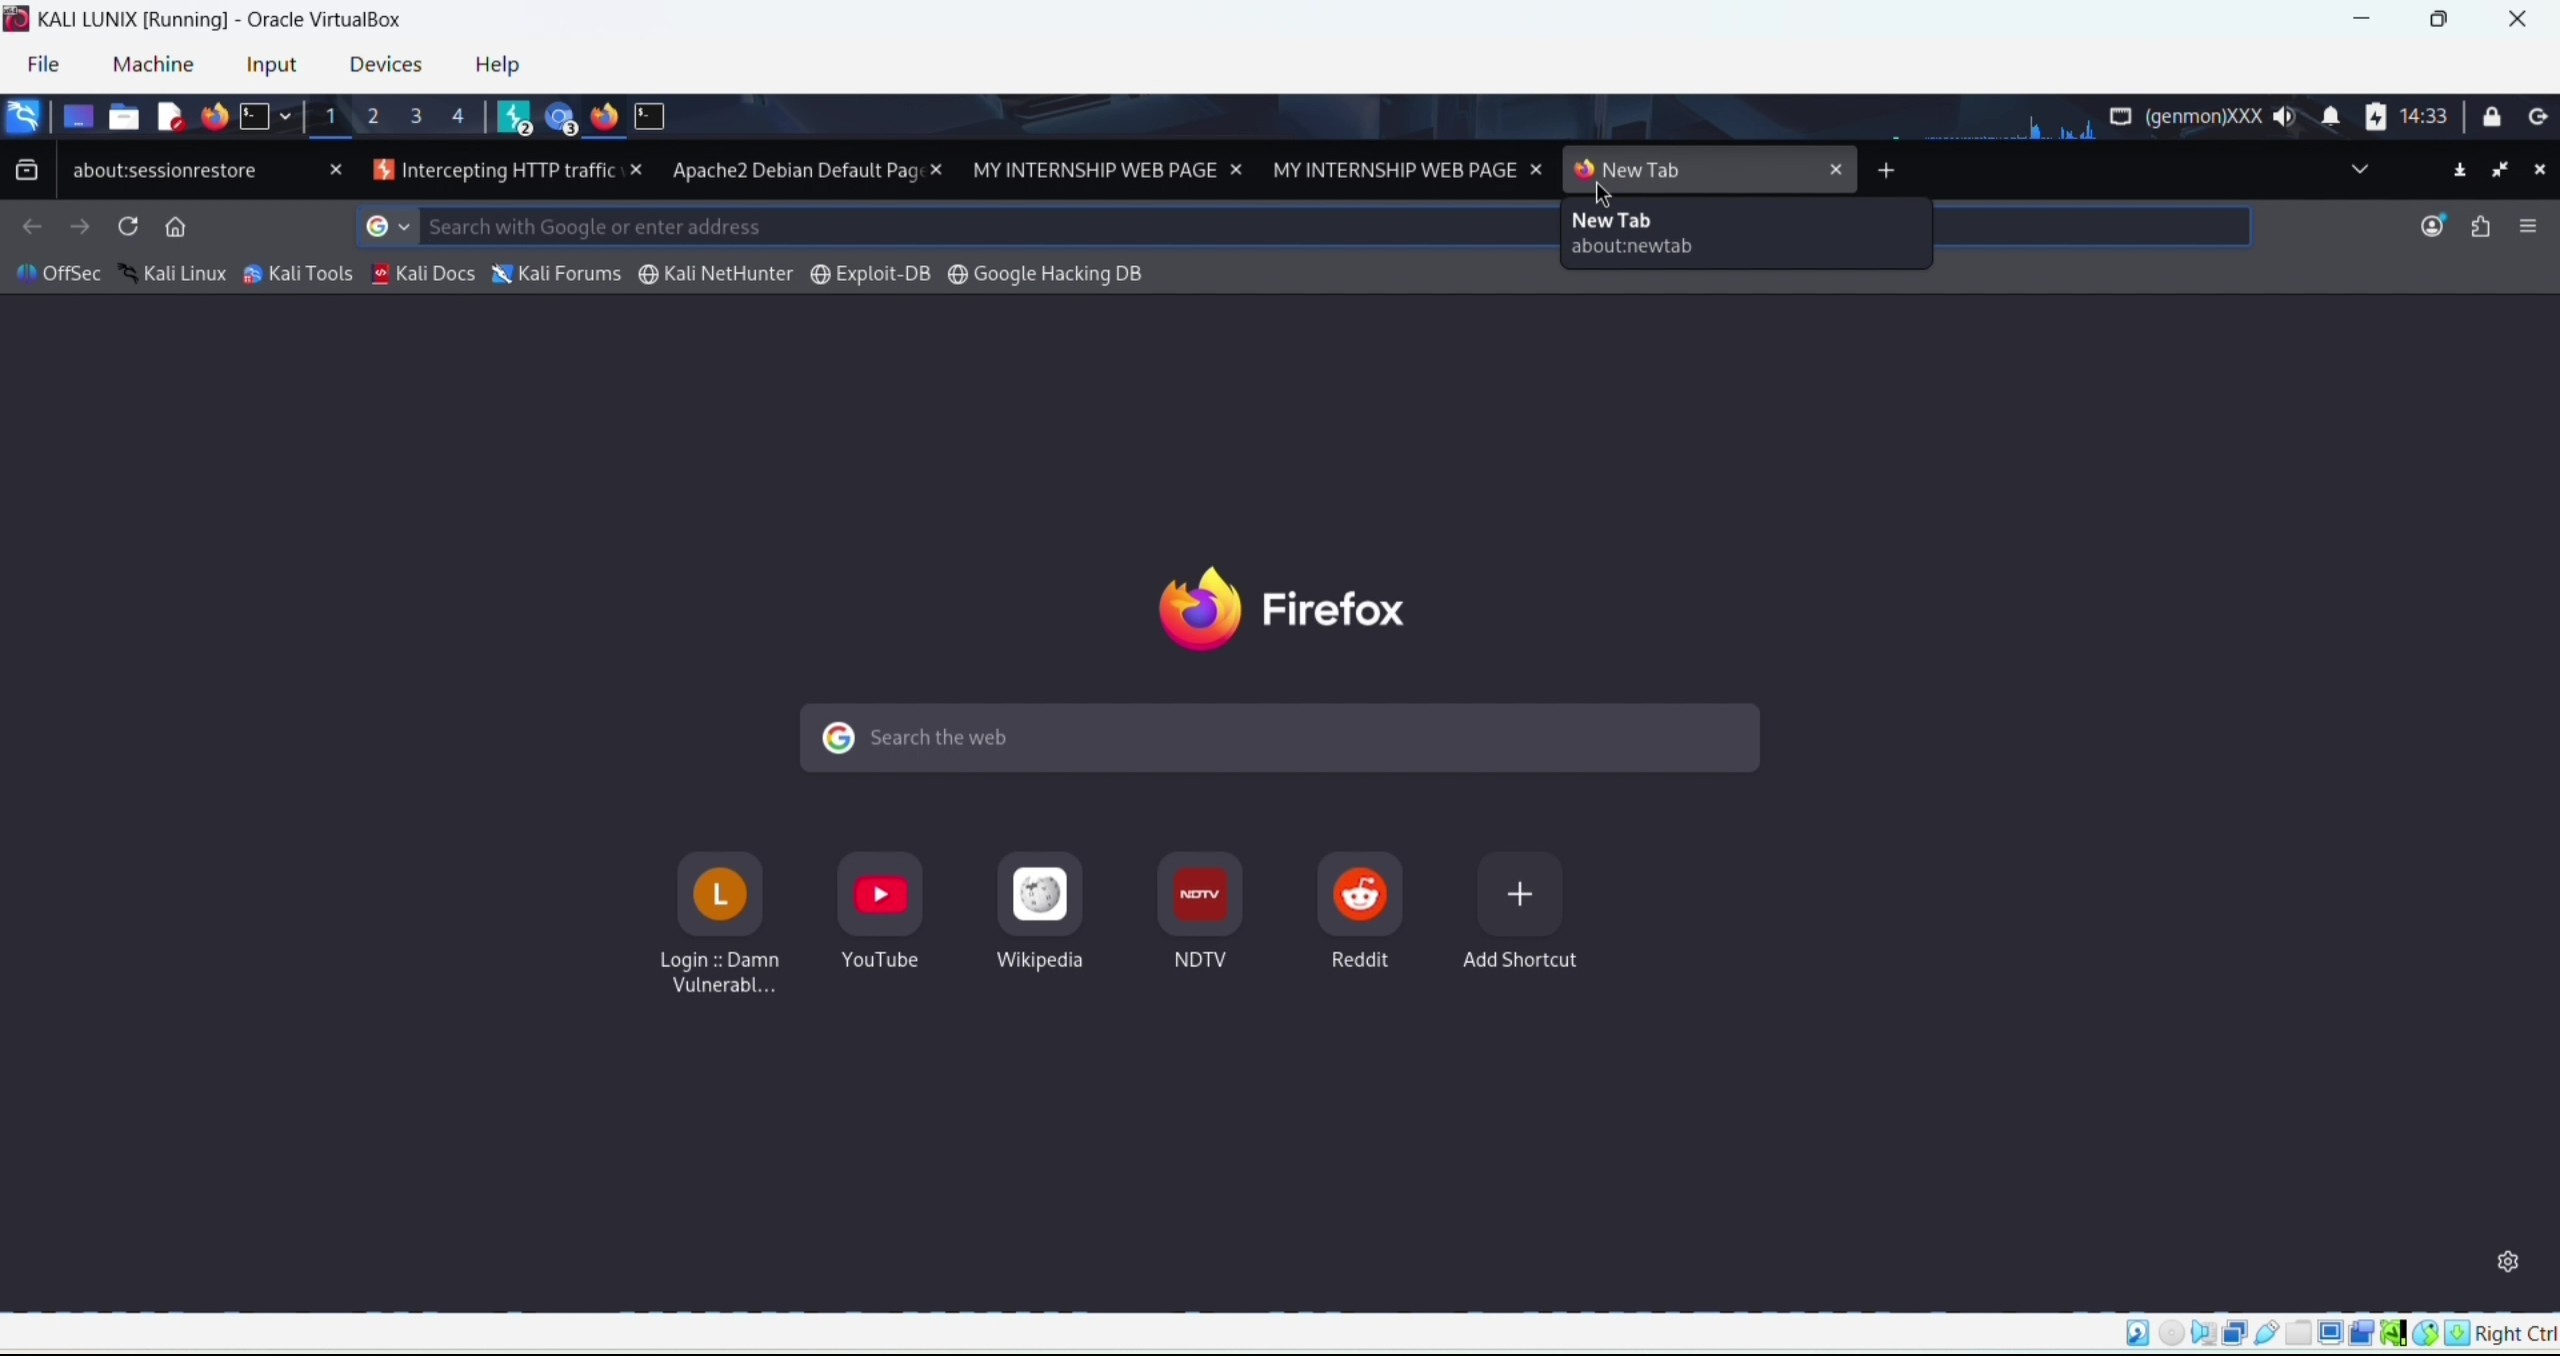 KALI LUNIX [Running] - Oracle VirtualBox
File Machine Input Devices Help
1 2 3 4 2 3 (genmon)XXX 14:33
about:sessionrestore Intercepting HTTP traffic Apache2 Debian Default Page MY INTERNSHIP WEB PAGE MY INTERNSHIP WEB PAGE New Tab
Search with Google or enter address
New Tab
about:newtab
OffSec Kali Linux Kali Tools Kali Docs Kali Forums Kali NetHunter Exploit-DB Google Hacking DB
Firefox
Search the web
L NDTV
Login :: Damn Vulnerabl... YouTube Wikipedia NDTV Reddit Add Shortcut
Right Ctrl